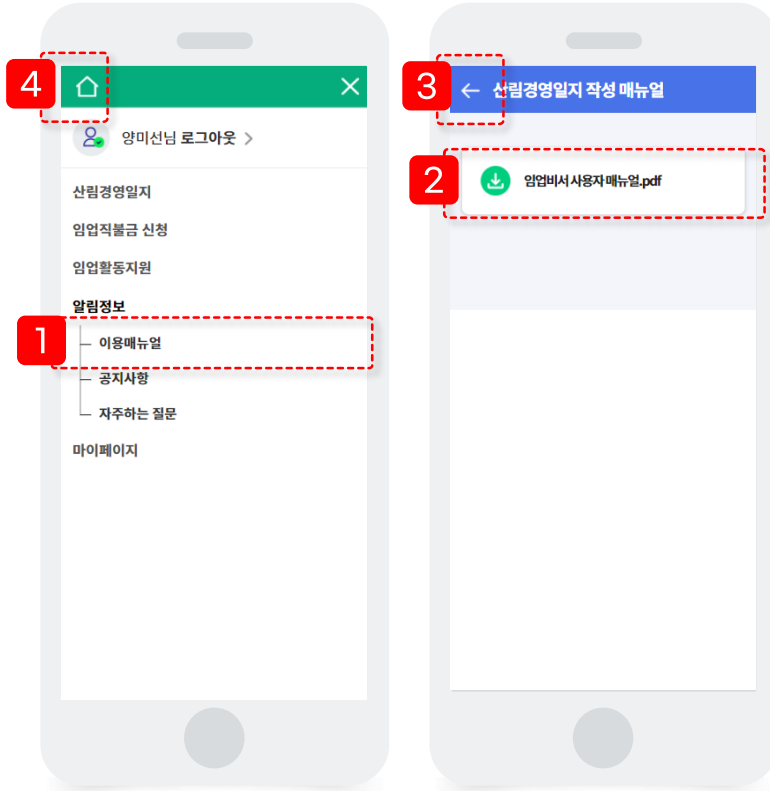 4
양미선님 로그아웃
산림경영일지
임업직불금 신청
임업활동지원
알림정보
1
이용매뉴얼
공지사항
자주하는 질문
마이페이지
3
산림경영일지 작성 매뉴얼
2
임업비서 사용자 매뉴얼.pdf